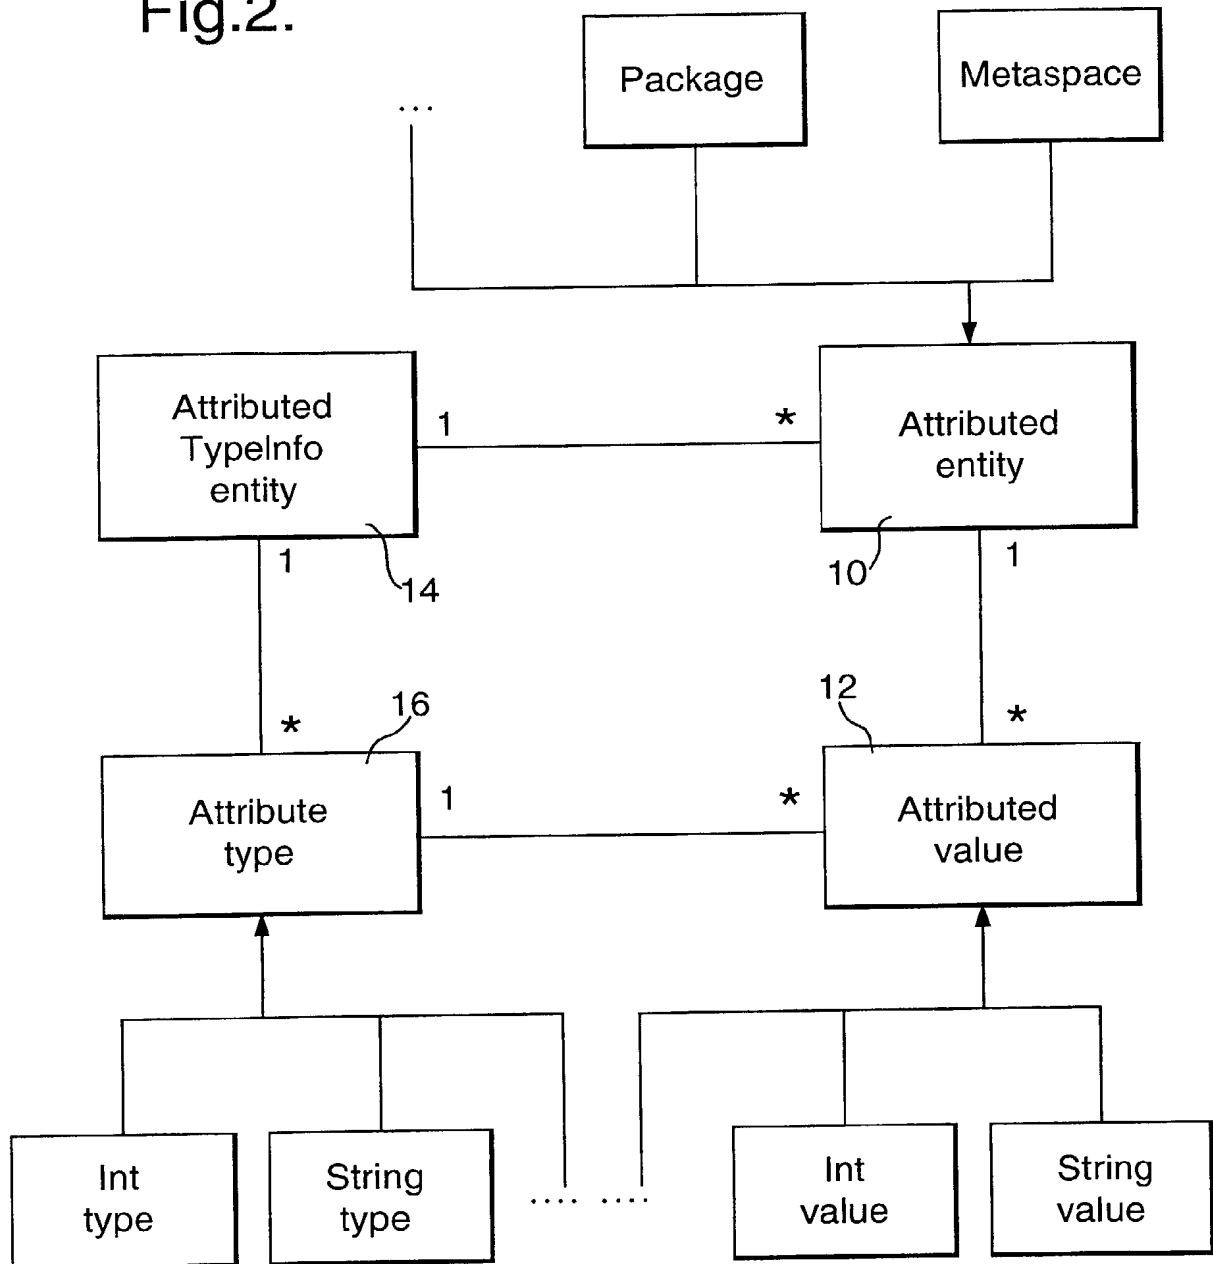 Fig.2.
Package
Metaspace
...
Attributed
TypeInfo
entity
1
*
Attributed
entity
14
10
1
1
16
12
*
*
Attribute
type
1
*
Attributed
value
Int
type
String
type
....
....
Int
value
String
value